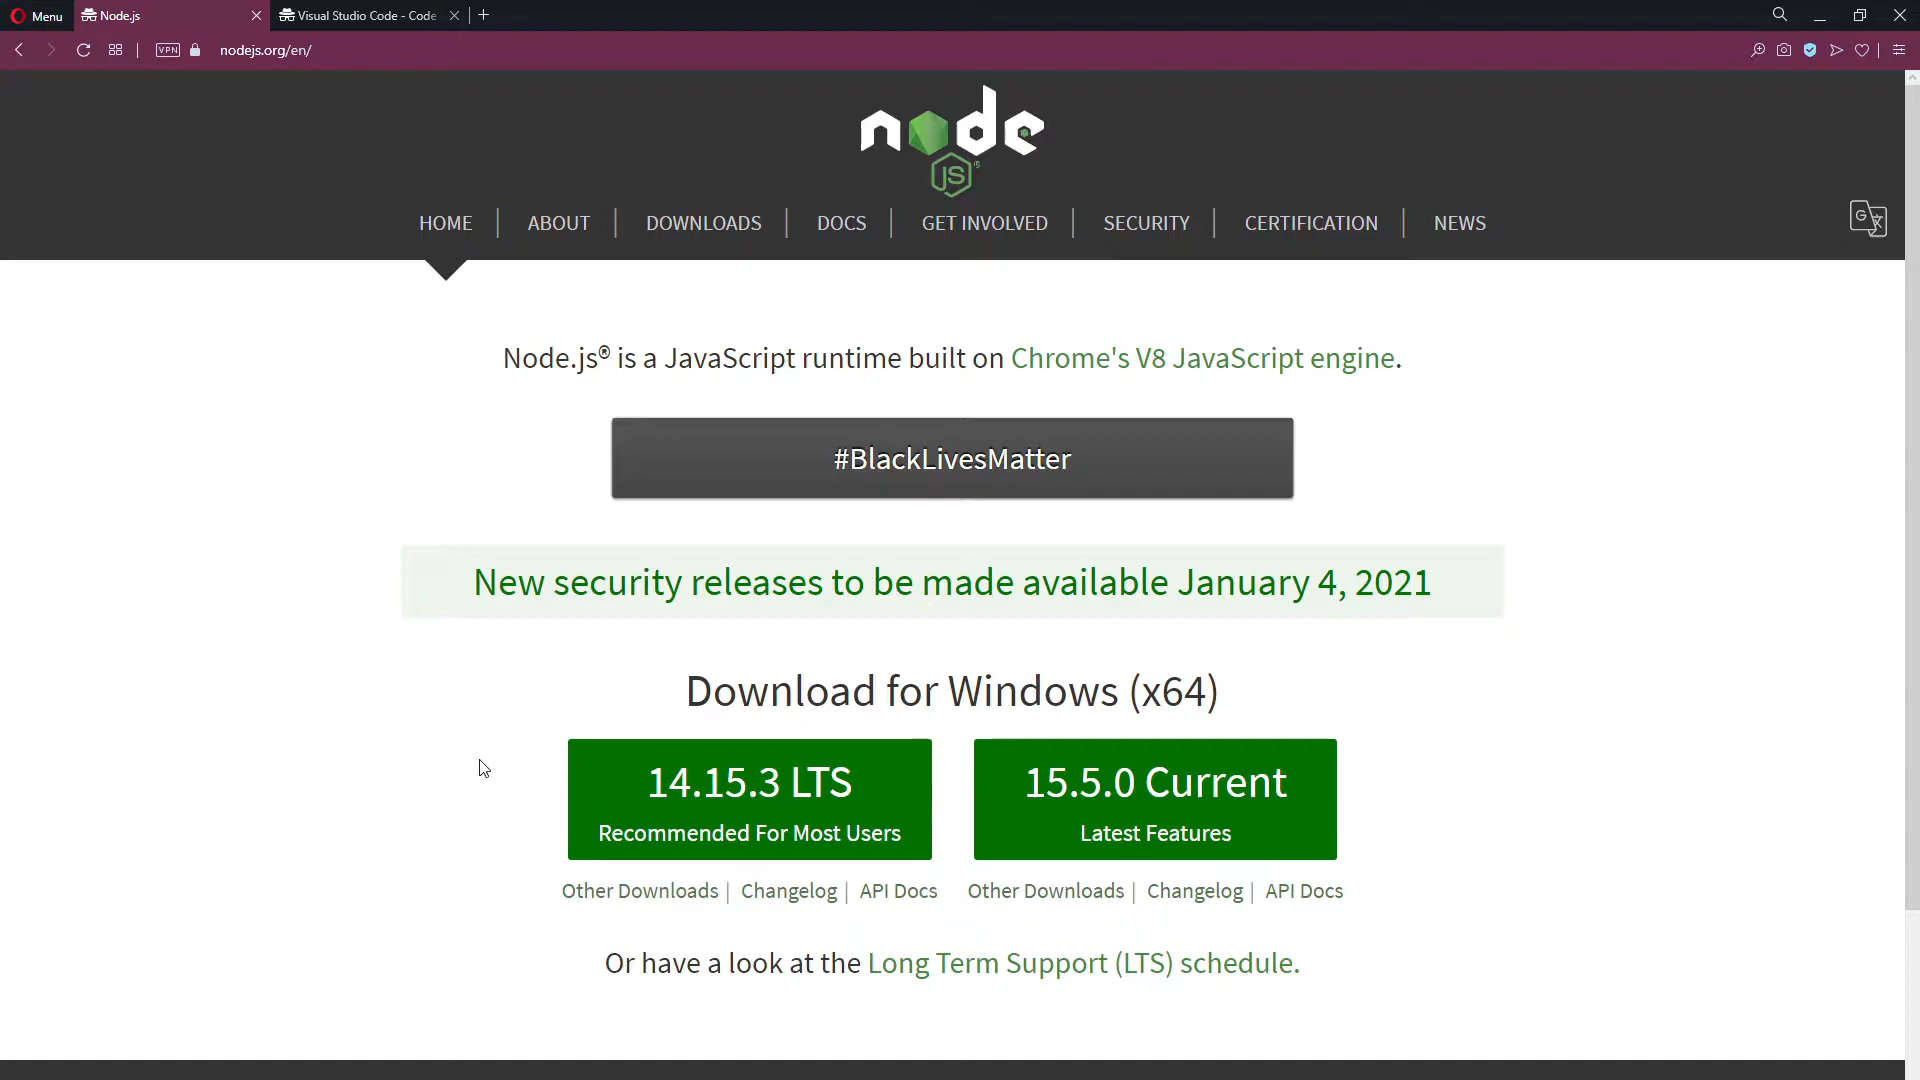 Menu
Node.js
Visual Studio Code - Code
VPN
nodejs.org/en/
node
JS
HOME
ABOUT
DOWNLOADS
DOCS
GET INVOLVED
SECURITY
CERTIFICATION
NEWS
Node.js® is a JavaScript runtime built on Chrome's V8 JavaScript engine.
#BlackLivesMatter
New security releases to be made available January 4, 2021
Download for Windows (x64)
14.15.3 LTS
Recommended For Most Users
15.5.0 Current
Latest Features
Other Downloads | Changelog | API Docs
Other Downloads | Changelog | API Docs
Or have a look at the Long Term Support (LTS) schedule.